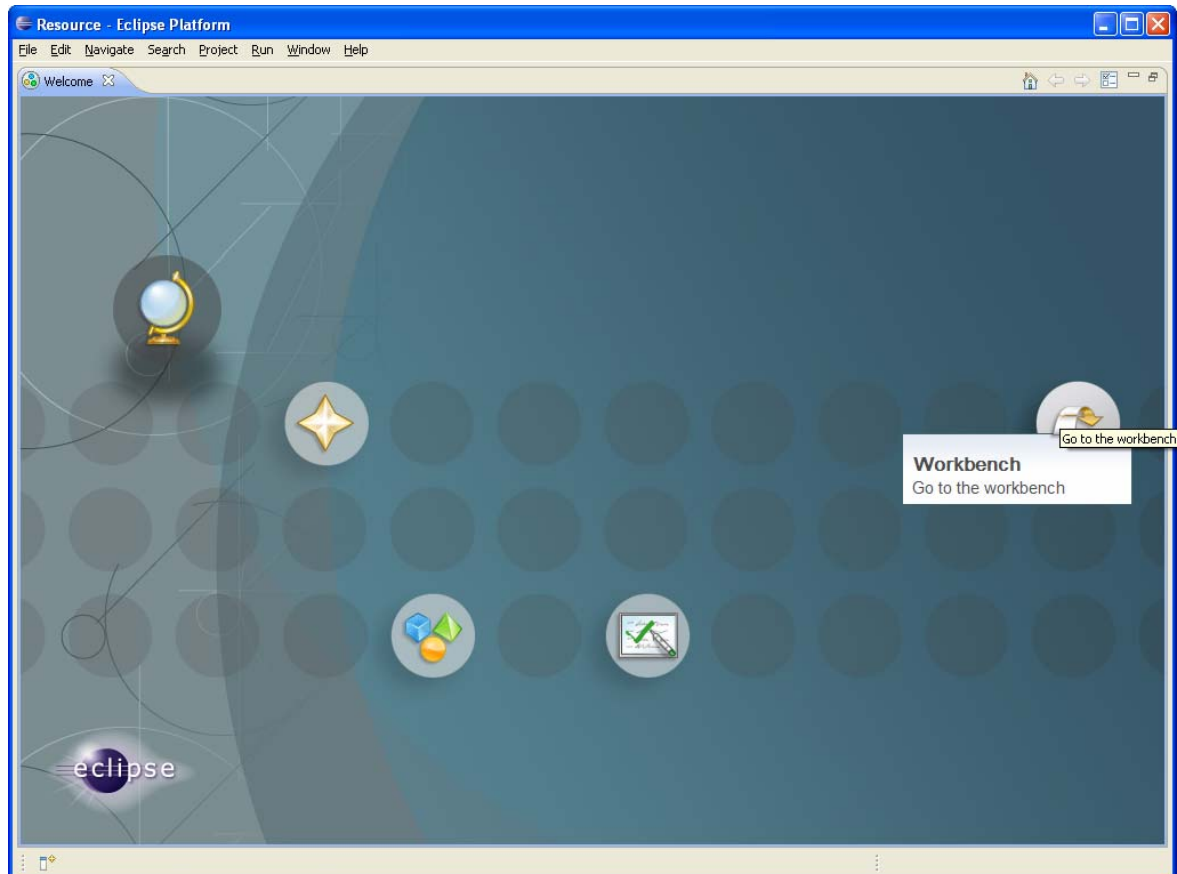 Resource - Eclipse Platform
File Edit Navigate Search Project Run Window Help
Welcome
Go to the workbench
Workbench
Go to the workbench
eclipse